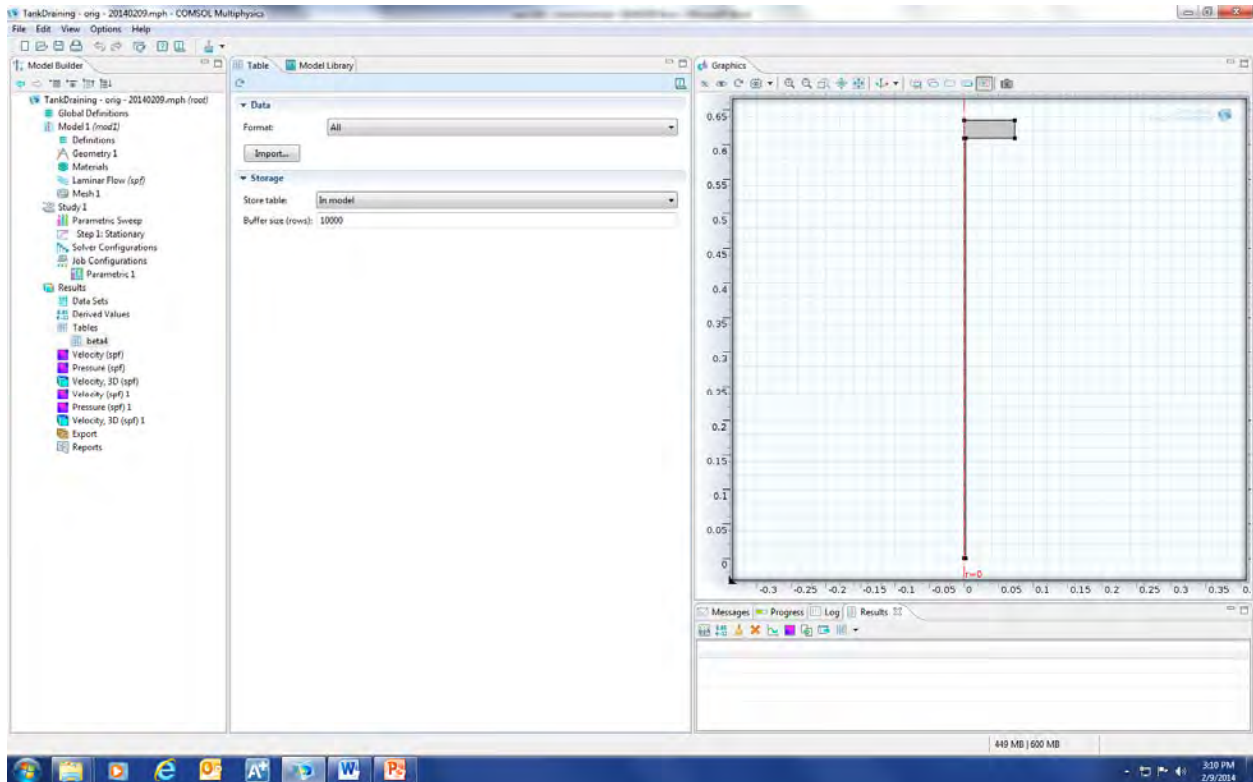 TankDraining - orig - 20140209.mph - COMSOL Multiphysics
File Edit View Options Help
Model Builder
TankDraining - orig - 20140209.mph (root)
Global Definitions
Model 1 (mod1)
Definitions
Geometry 1
Materials
Laminar Flow (spf)
Mesh 1
Study 1
Parametric Sweep
Step 1: Stationary
Solver Configurations
Job Configurations
Parametric 1
Results
Data Sets
Derived Values
Tables
beta4
Velocity (spf)
Pressure (spf)
Velocity, 3D (spf)
Velocity (spf) 1
Pressure (spf) 1
Velocity, 3D (spf) 1
Export
Reports
Table Model Library
Data
Format: All
Import...
Storage
Store table: In model
Buffer size (rows): 10000
Graphics
0.65
0.6
0.55
0.5
0.45
0.4
0.35
0.3
0.25
0.2
0.15
0.1
0.05
0
r=0
-0.3 -0.25 -0.2 -0.15 -0.1 -0.05 0 0.05 0.1 0.15 0.2 0.25 0.3 0.35 0.
Messages Progress Log Results
449 MB | 600 MB
3:10 PM
2/9/2014